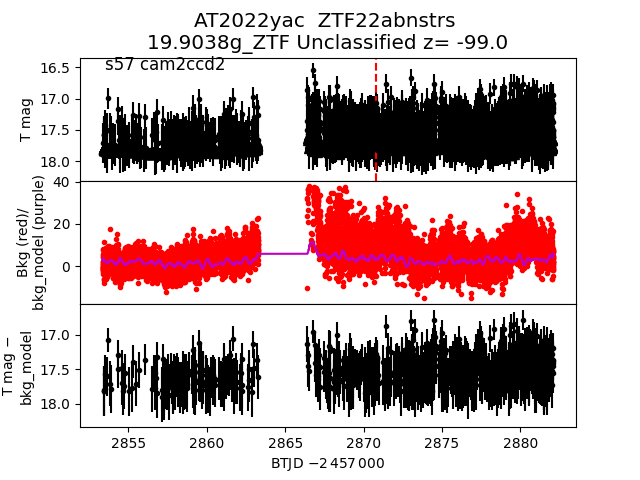 AT2022yac  ZTF22abnstrs
19.9038g_ZTF Unclassified z= -99.0
s57 cam2ccd2
16.5
17.0
17.5
18.0
T mag
40
20
0
Bkg (red)/
bkg_model (purple)
17.0
17.5
18.0
T mag −
bkg_model
2855
2860
2865
2870
2875
2880
BTJD −2 457 000